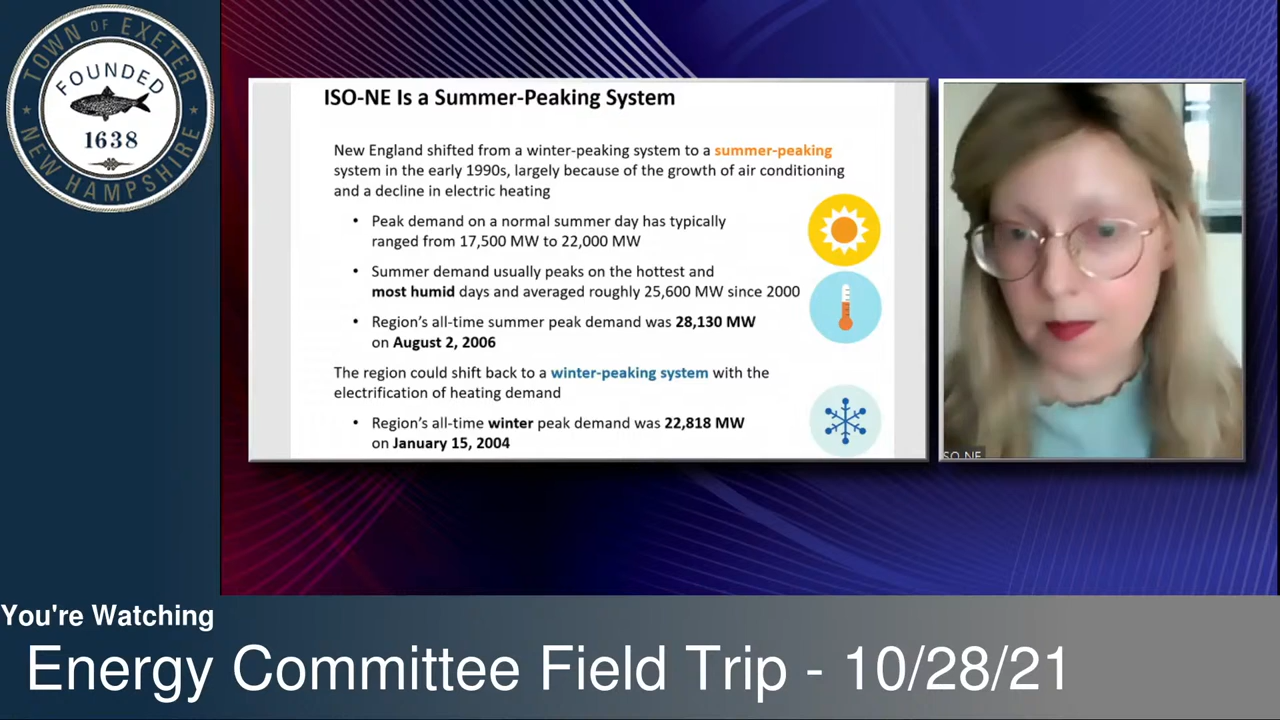 TOWN OF EXETER
FOUNDED
1638
NEW HAMPSHIRE
ISO-NE Is a Summer-Peaking System
New England shifted from a winter-peaking system to a summer-peaking
system in the early 1990s, largely because of the growth of air conditioning
and a decline in electric heating
• Peak demand on a normal summer day has typically
ranged from 17,500 MW to 22,000 MW
• Summer demand usually peaks on the hottest and
most humid days and averaged roughly 25,600 MW since 2000
• Region's all-time summer peak demand was 28,130 MW
on August 2, 2006
The region could shift back to a winter-peaking system with the
electrification of heating demand
• Region's all-time winter peak demand was 22,818 MW
on January 15, 2004
SO-NE
You're Watching
Energy Committee Field Trip - 10/28/21